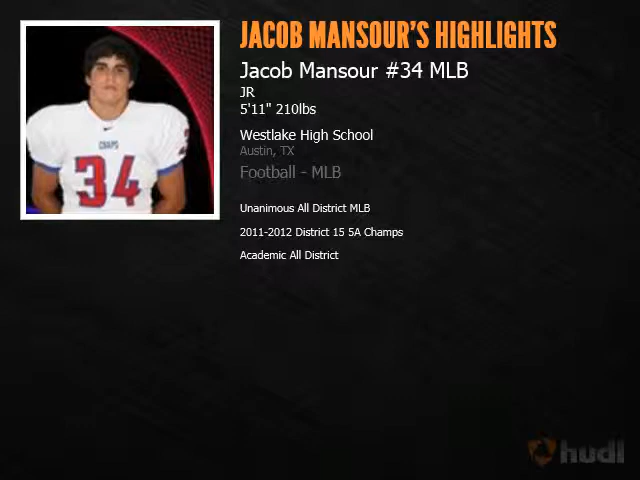 JACOB MANSOUR'S HIGHLIGHTS
Jacob Mansour #34 MLB
JR
5'11" 210lbs
Westlake High School
Austin, TX
Football - MLB
Unanimous All District MLB
2011-2012 District 15 5A Champs
Academic All District
CHAPS
34
hudl